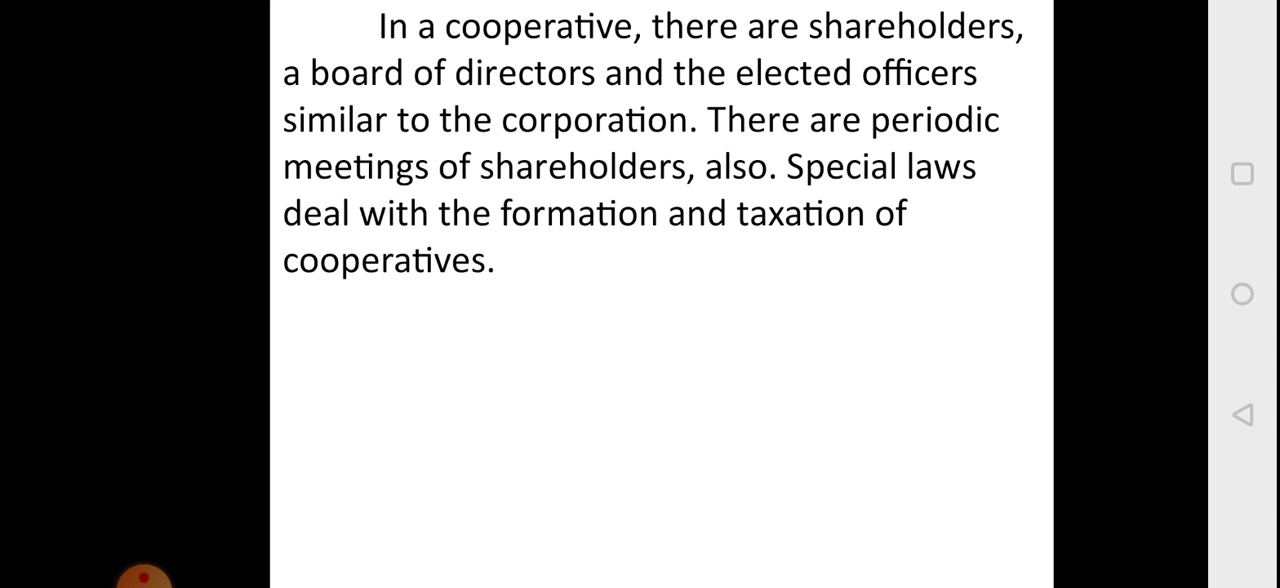 In a cooperative, there are shareholders,
a board of directors and the elected officers
similar to the corporation. There are periodic
meetings of shareholders, also. Special laws
deal with the formation and taxation of
cooperatives.